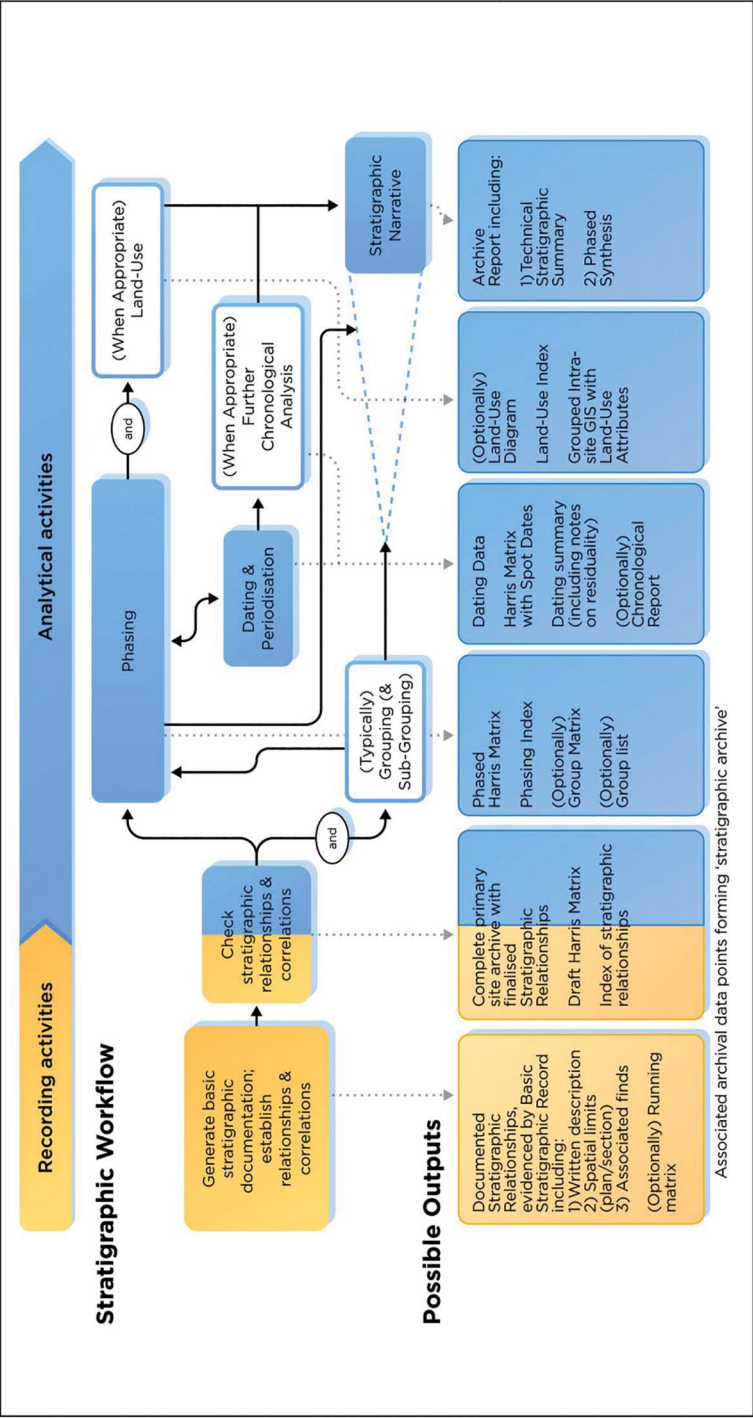 Recording activities
Analytical activities
Stratigraphic Workflow
Generate basic
stratigraphic
documentation;
establish
relationships &
correlations
Check
stratigraphic
relationships &
correlations
and
(Typically)
Grouping (&
Sub-Grouping)
Phasing
Dating &
Periodisation
and
(When Appropriate)
Land-Use
(When Appropriate)
Further
Chronological
Analysis
Stratigraphic
Narrative
Possible Outputs
Documented
Stratigraphic
Relationships,
evidenced by Basic
Stratigraphic Record
including:
1) Written description
2) Spatial limits
(plan/section)
3) Associated finds
(Optionally) Running
matrix
Complete primary
site archive with
finalised
Stratigraphic
Relationships
Draft Harris Matrix
Index of stratigraphic
relationships
Phased
Harris Matrix
Phasing Index
(Optionally)
Group Matrix
(Optionally)
Group list
Dating Data
Harris Matrix
with Spot Dates
Dating summary
(including notes
on residuality)
(Optionally)
Chronological
Report
(Optionally)
Land-Use
Diagram
Land-Use Index
Grouped Intra-
site GIS with
Land-Use
Attributes
Archive
Report including:
1) Technical
Stratigraphic
Summary
2) Phased
Synthesis
Associated archival data points forming ‘stratigraphic archive’